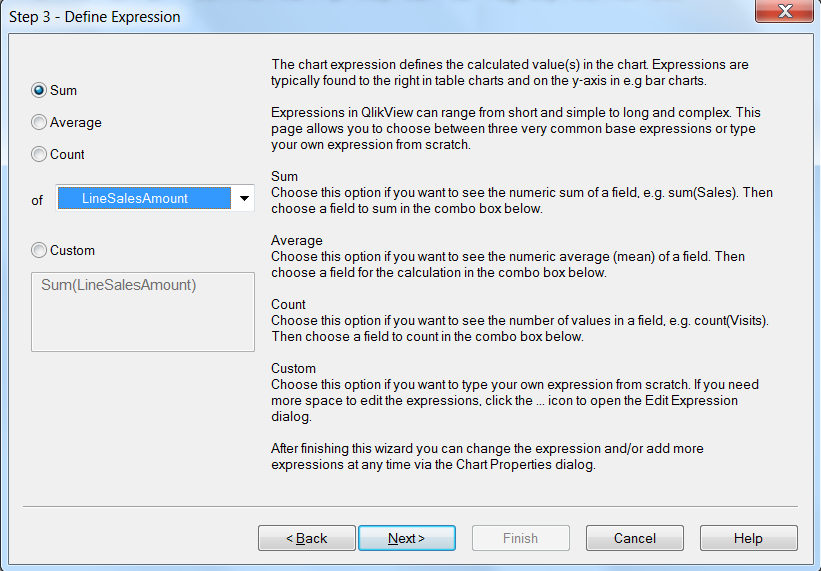 Step 3 - Define Expression
Sum
Average
Count
of
LineSalesAmount
Custom
Sum(LineSalesAmount)
The chart expression defines the calculated value(s) in the chart. Expressions are
typically found to the right in table charts and on the y-axis in e.g bar charts.
Expressions in QlikView can range from short and simple to long and complex. This
page allows you to choose between three very common base expressions or type
your own expression from scratch.
Sum
Choose this option if you want to see the numeric sum of a field, e.g. sum(Sales). Then
choose a field to sum in the combo box below.
Average
Choose this option if you want to see the numeric average (mean) of a field. Then
choose a field for the calculation in the combo box below.
Count
Choose this option if you want to see the number of values in a field, e.g. count(Visits).
Then choose a field to count in the combo box below.
Custom
Choose this option if you want to type your own expression from scratch. If you need
more space to edit the expressions, click the ... icon to open the Edit Expression
dialog.
After finishing this wizard you can change the expression and/or add more
expressions at any time via the Chart Properties dialog.
< Back
Next >
Finish
Cancel
Help